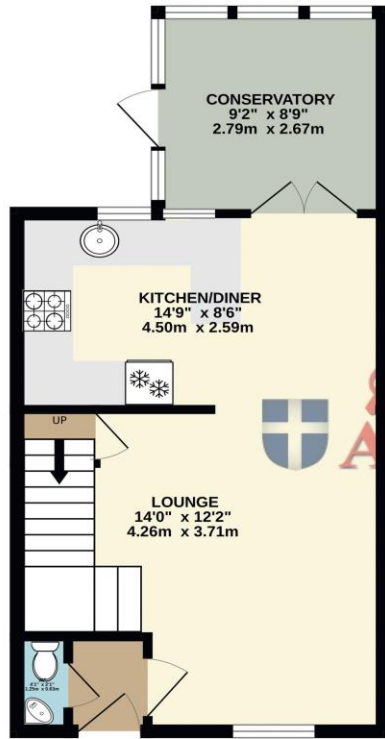 CONSERVATORY
9'2" x 8'9"
2.79m x 2.67m
KITCHEN/DINER
14'9" x 8'6"
4.50m x 2.59m
UP
LOUNGE
14'0" x 12'2"
4.26m x 3.71m